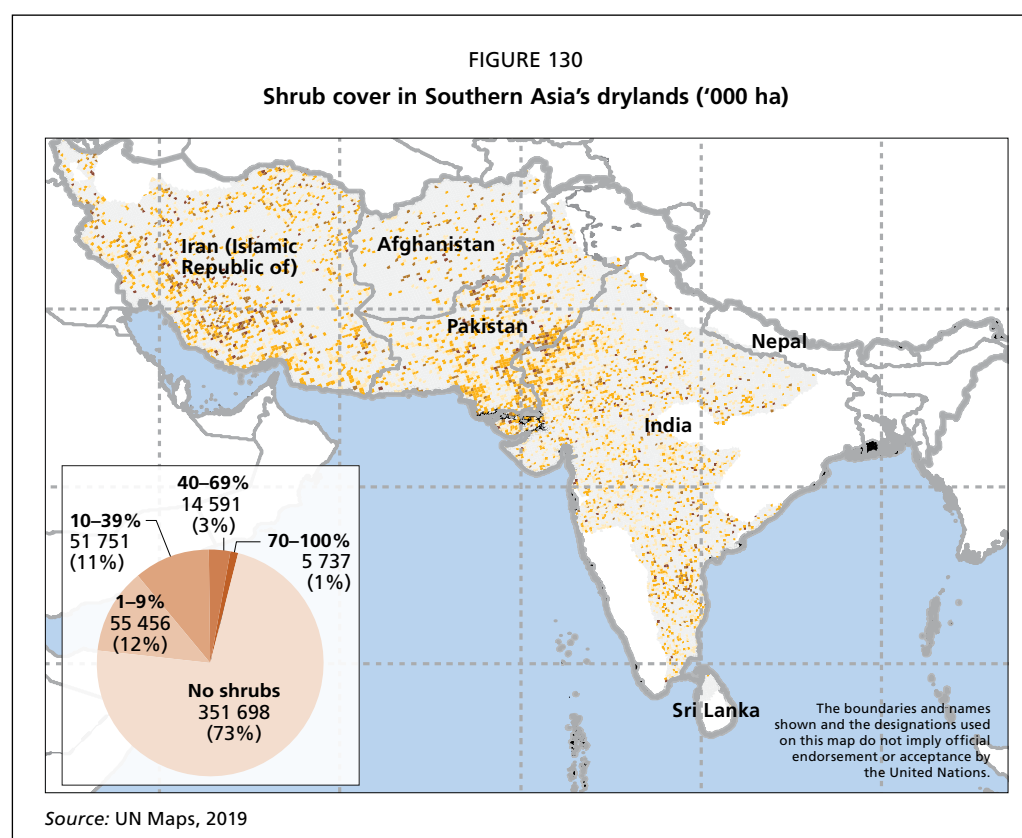 FIGURE 130
Shrub cover in Southern Asia’s drylands (‘000 ha)
Iran (Islamic
Republic of)
Afghanistan
Pakistan
Nepal
India
Sri Lanka
40–69%
14 591
(3%)
10–39%
51 751
(11%)
70–100%
5 737
(1%)
1–9%
55 456
(12%)
No shrubs
351 698
(73%)
The boundaries and names
shown and the designations used
on this map do not imply official
endorsement or acceptance by
the United Nations.
Source: UN Maps, 2019